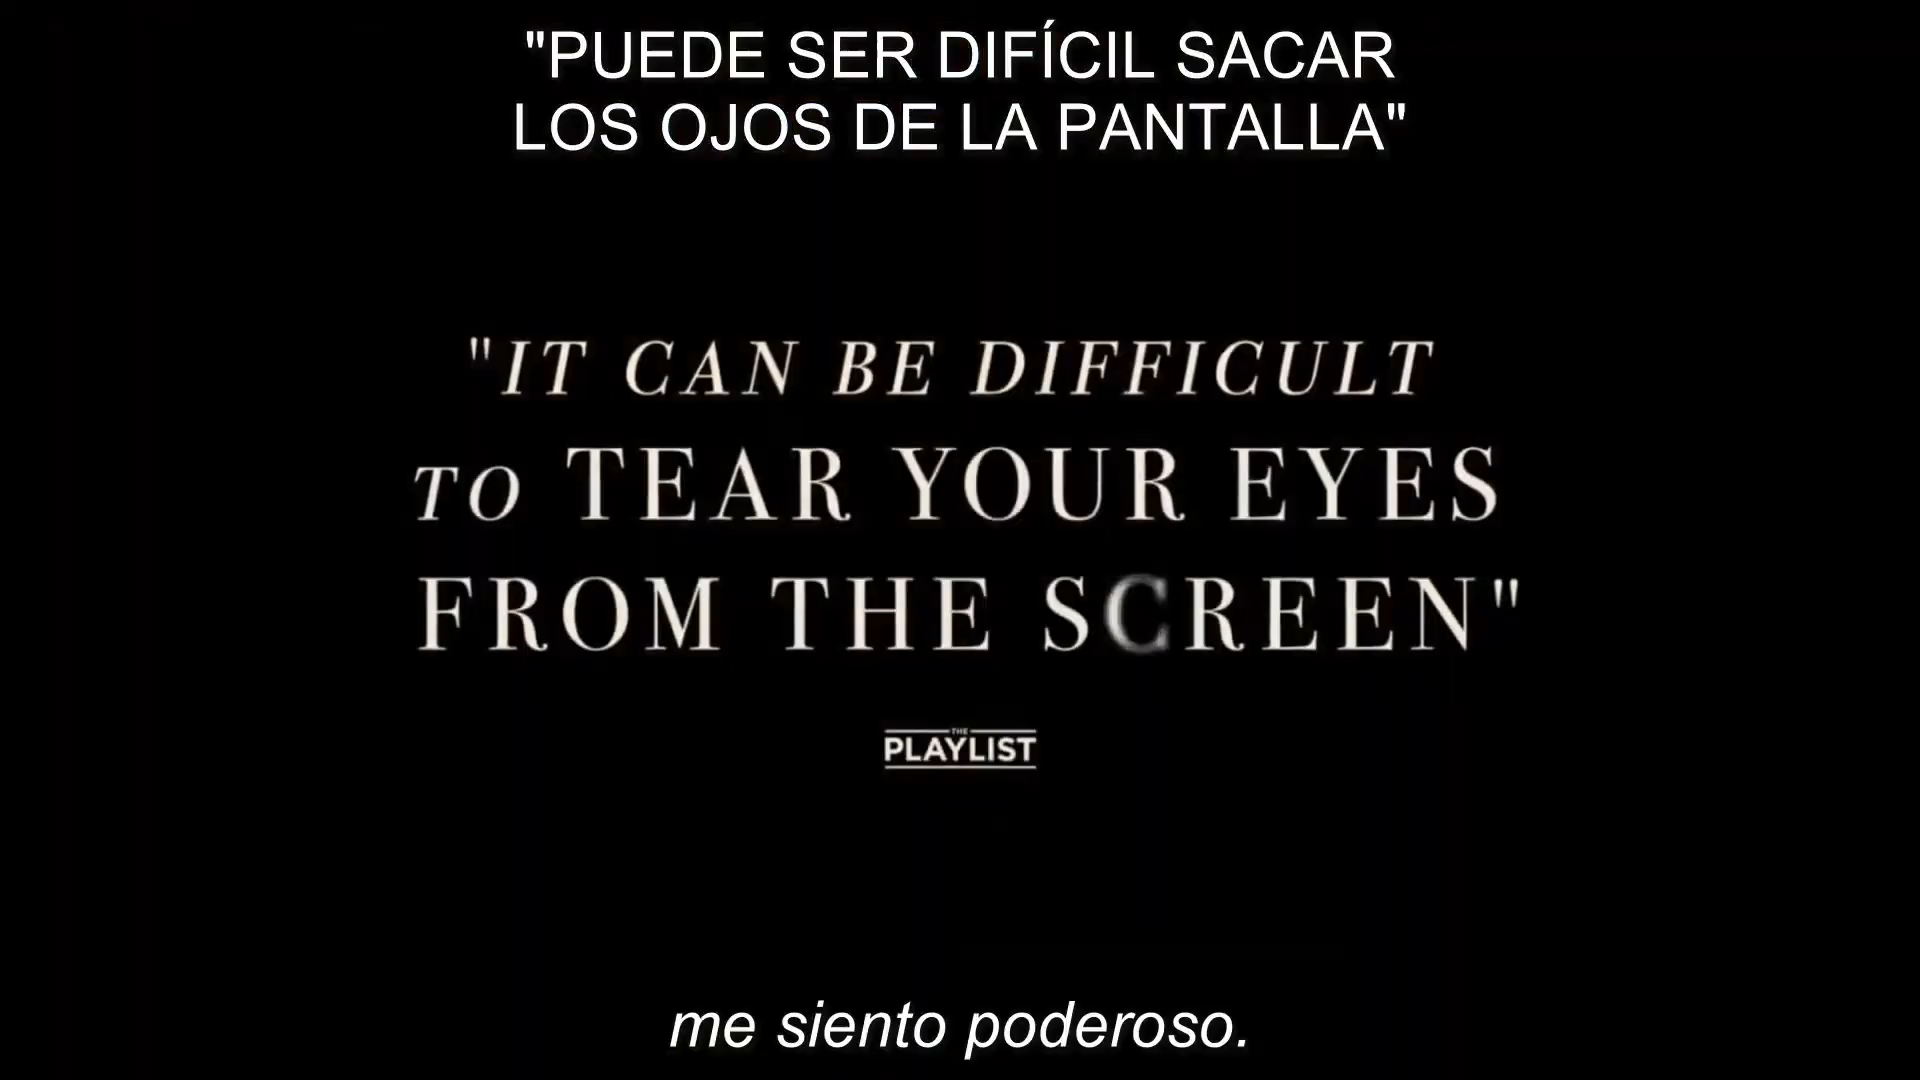 "PUEDE SER DIFÍCIL SACAR
LOS OJOS DE LA PANTALLA"
"IT CAN BE DIFFICULT
TO TEAR YOUR EYES
FROM THE SCREEN"
THE
PLAYLIST
me siento poderoso.